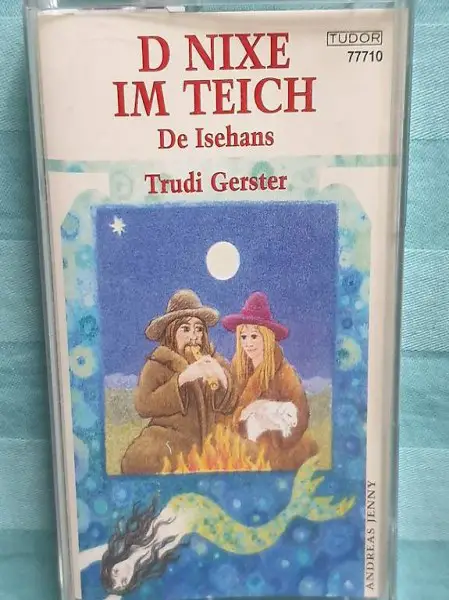 D NIXE
IM TEICH
De Isehans
Trudi Gerster
TUDOR
77710
ANDREAS JENNY